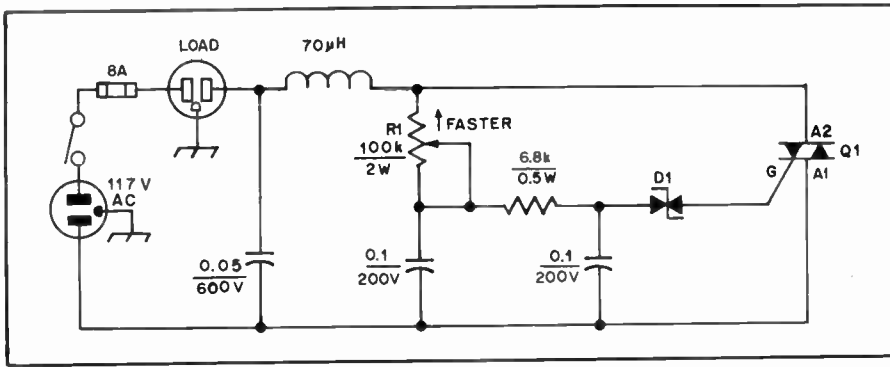 LOAD
70µH
8A
R1
FASTER
100k
2W
A2
Q1
6.8k
0.5W
D1
G
A1
117V
AC
0.05
600V
0.1
200V
0.1
200V